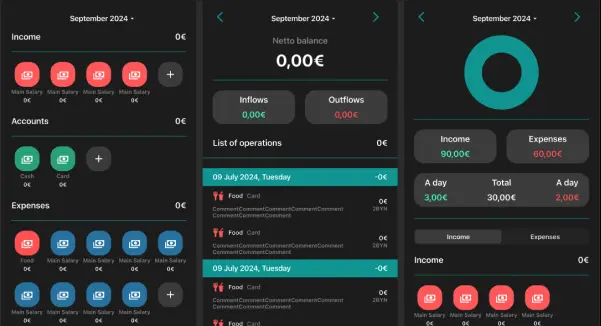 September 2024
Income 0€
Main Salary Main Salary Main Salary Main Salary
0€ 0€ 0€ 0€
Accounts 0€
Cash Card
0€ 0€
Expenses 0€
Food Main Salary Main Salary Main Salary Main Salary
0€ 0€ 0€ 0€ 0€
Main Salary Main Salary Main Salary Main Salary
0€ 0€ 0€ 0€
September 2024
Netto balance
0,00€
Inflows Outflows
0,00€ 0,00€
List of operations 0€
09 July 2024, Tuesday -0€
Food Card 0€
CommentCommentCommentCommentComment 2BYN
CommentCommentComment
Food Card 0€
CommentCommentCommentCommentComment 2BYN
CommentCommentComment
09 July 2024, Tuesday -0€
Food Card 0€
CommentCommentCommentCommentComment 2BYN
CommentCommentComment
Food Card 0€
September 2024
Income Expenses
90,00€ 60,00€
A day Total A day
3,00€ 30,00€ 2,00€
Income Expenses
Income 0€
Main Salary Main Salary Main Salary Main Salary
0€ 0€ 0€ 0€